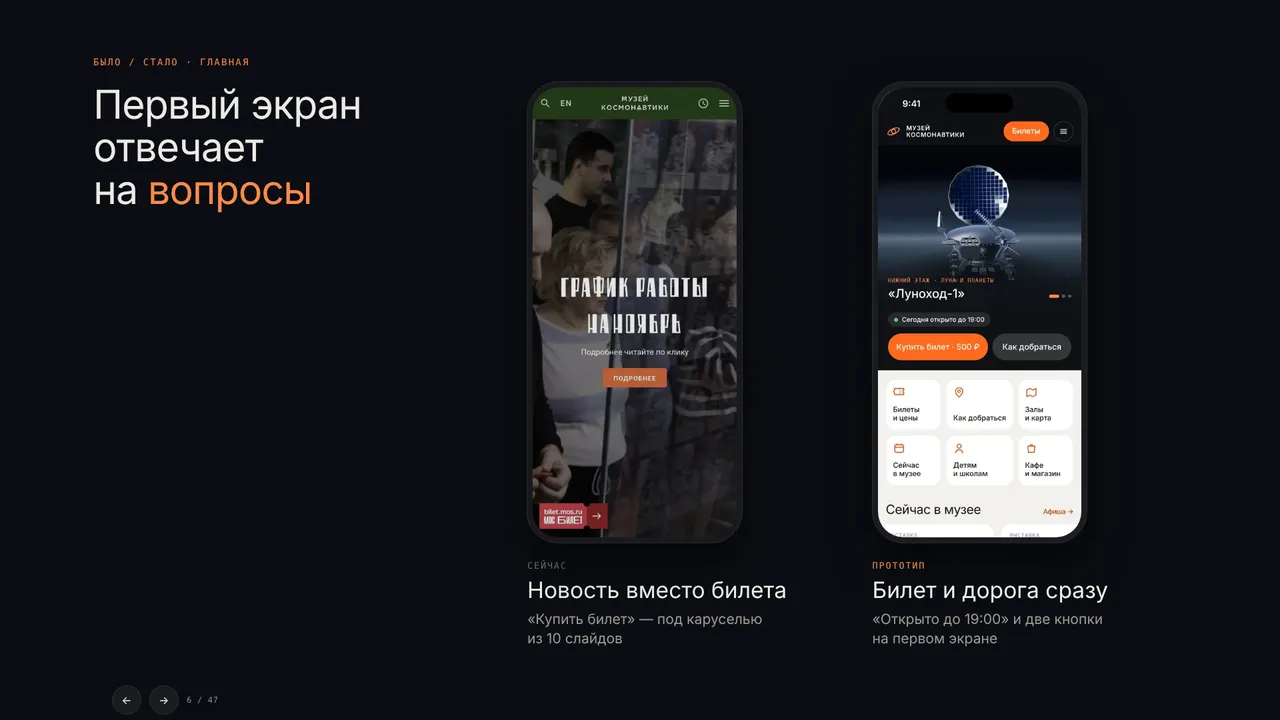 БЫЛО / СТАЛО · ГЛАВНАЯ
Первый экран
отвечает
на вопросы
EN
МУЗЕЙ
КОСМОНАВТИКИ
ГРАФИК РАБОТЫ
НА НОЯБРЬ
Подробнее читайте по клику
ПОДРОБНЕЕ
bilet.mos.ru
МОС БИЛЕТ
СЕЙЧАС
Новость вместо билета
«Купить билет» — под каруселью
из 10 слайдов
9:41
МУЗЕЙ
КОСМОНАВТИКИ
Билеты
НИЖНИЙ ЭТАЖ · ЛУНА И ПЛАНЕТЫ
«Луноход-1»
Сегодня открыто до 19:00
Купить билет · 500 ₽
Как добраться
Билеты
и цены
Как добраться
Залы
и карта
Сейчас
в музее
Детям
и школам
Кафе
и магазин
Сейчас в музее
Афиша →
ПРОТОТИП
Билет и дорога сразу
«Открыто до 19:00» и две кнопки
на первом экране
← → 6 / 47